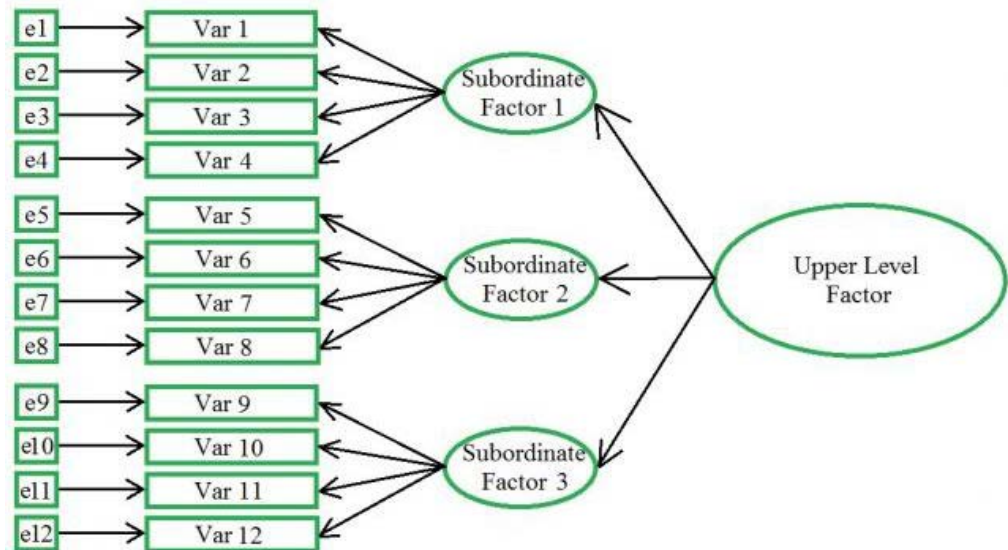 e1
Var 1
e2
Var 2
e3
Var 3
e4
Var 4
Subordinate
Factor 1
e5
Var 5
e6
Var 6
e7
Var 7
e8
Var 8
Subordinate
Factor 2
e9
Var 9
e10
Var 10
e11
Var 11
e12
Var 12
Subordinate
Factor 3
Upper Level
Factor